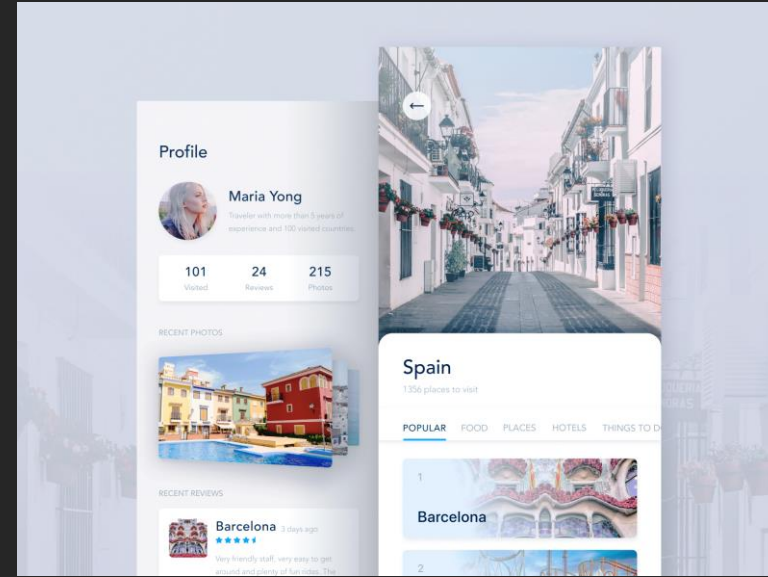 Profile
Maria Yong
Traveler with more than 5 years of
experience and 100 visited countries.
101
Visited
24
Reviews
215
Photos
RECENT PHOTOS
RECENT REVIEWS
Barcelona 3 days ago
Very friendly staff, very easy to get
around and plenty of fun rides. The
Spain
1356 places to visit
POPULAR FOOD PLACES HOTELS THINGS TO D
1
Barcelona
2